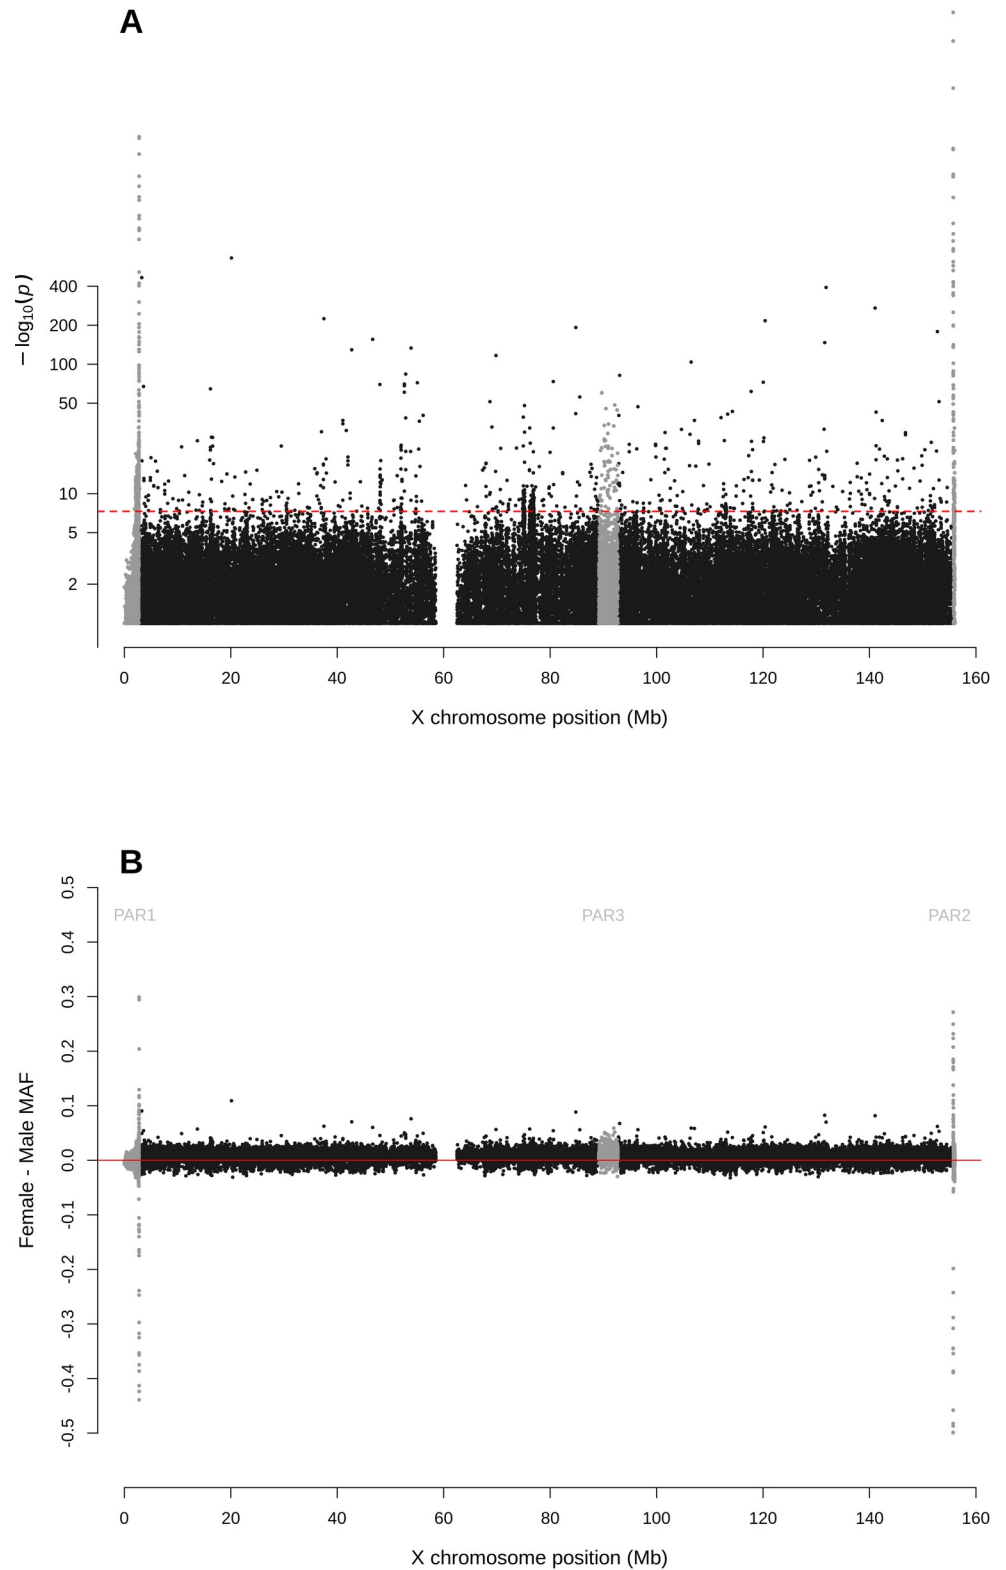 A
− log10(p)
400
200
100
50
10
5
2
0 20 40 60 80 100 120 140 160
X chromosome position (Mb)
B
PAR1 PAR3 PAR2
Female - Male MAF
0.5
0.4
0.3
0.2
0.1
0.0
-0.1
-0.2
-0.3
-0.4
-0.5
0 20 40 60 80 100 120 140 160
X chromosome position (Mb)